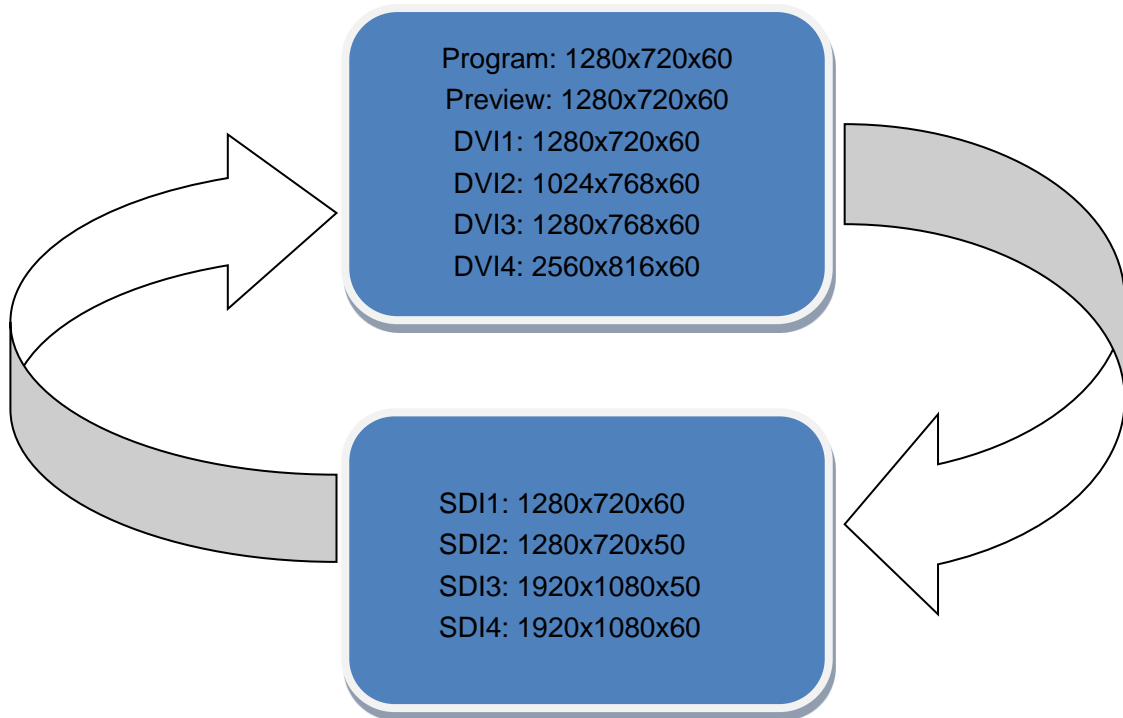 Program: 1280x720x60
Preview: 1280x720x60
DVI1: 1280x720x60
DVI2: 1024x768x60
DVI3: 1280x768x60
DVI4: 2560x816x60
SDI1: 1280x720x60
SDI2: 1280x720x50
SDI3: 1920x1080x50
SDI4: 1920x1080x60